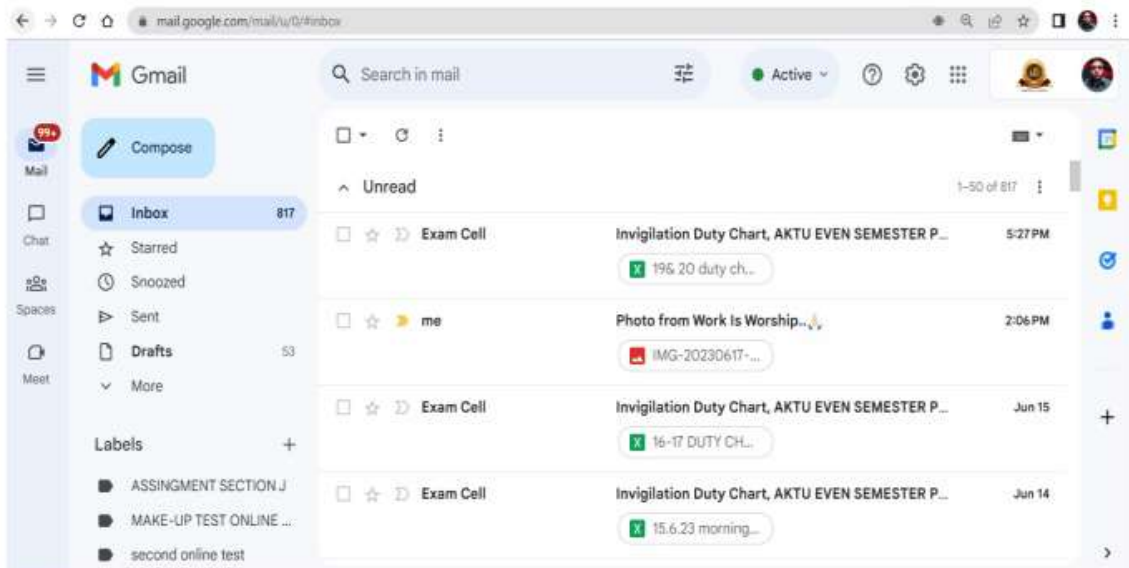 mail.google.com/mail/u/0/#inbox
Gmail
Search in mail
Active
99+
Mail
Chat
Spaces
Meet
Compose
Inbox 817
Starred
Snoozed
Sent
Drafts 53
More
Labels
ASSINGMENT SECTION J
MAKE-UP TEST ONLINE ...
second online test
Unread 1–50 of 817
Exam Cell Invigilation Duty Chart, AKTU EVEN SEMESTER P... 5:27 PM
19& 20 duty ch...
me Photo from Work Is Worship..🙏 2:06 PM
IMG-20230617-...
Exam Cell Invigilation Duty Chart, AKTU EVEN SEMESTER P... Jun 15
16-17 DUTY CH...
Exam Cell Invigilation Duty Chart, AKTU EVEN SEMESTER P... Jun 14
15.6.23 morning...